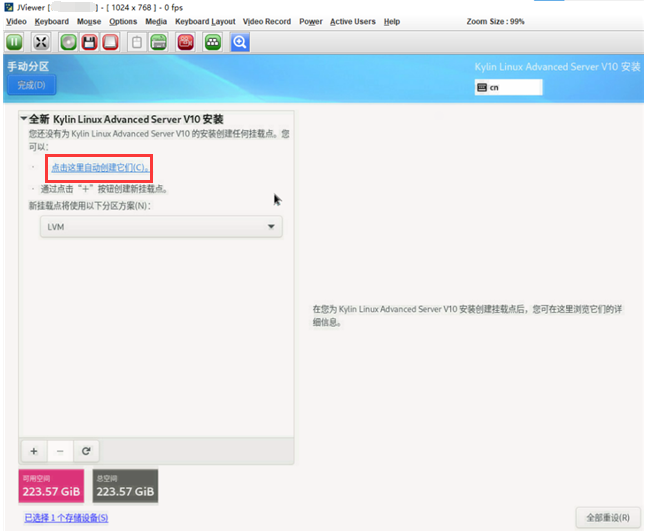 JViewer [ ] - [ 1024 x 768 ] - 0 fps
Video Keyboard Mouse Options Media Keyboard Layout Video Record Power Active Users Help Zoom Size : 99%
手动分区
Kylin Linux Advanced Server V10 安装
完成(D)
cn
全新 Kylin Linux Advanced Server V10 安装
您还没有为 Kylin Linux Advanced Server V10 的安装创建任何挂载点。您
可以:
· 点击这里自动创建它们(C)。
· 通过点击“+”按钮创建新挂载点。
新挂载点将使用以下分区方案(N):
LVM
在您为 Kylin Linux Advanced Server V10 安装创建挂载点后，您可在这里浏览它们的详
细信息。
+ −
可用空间
223.57 GiB
总空间
223.57 GiB
已选择 1 个存储设备(S)
全部重设(R)